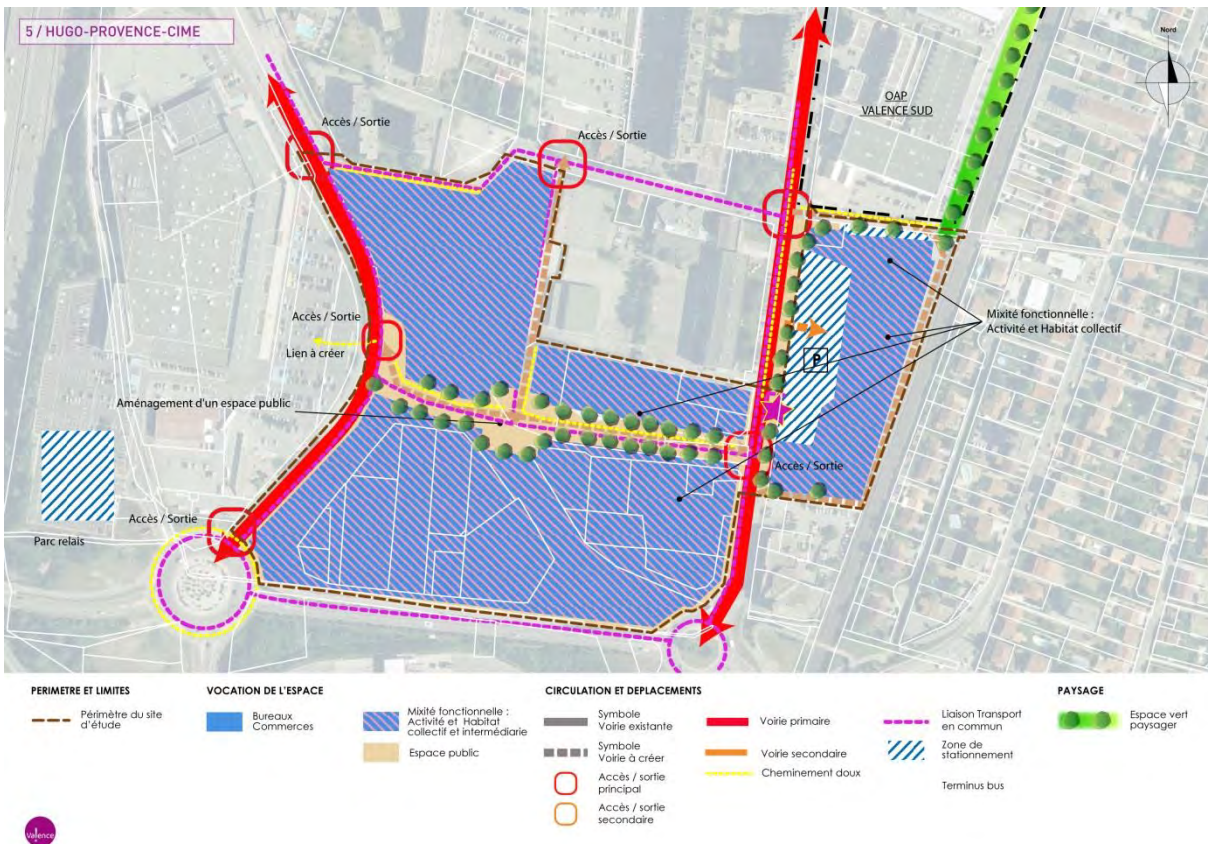 5 / HUGO-PROVENCE-CIME
Nord
OAP
VALENCE SUD
Accès / Sortie
Accès / Sortie
Accès / Sortie
Lien à créer
Mixité fonctionnelle :
Activité et Habitat collectif
P
Aménagement d'un espace public
Accès / Sortie
Accès / Sortie
Parc relais
PERIMETRE ET LIMITES
Périmètre du site
d'étude
VOCATION DE L'ESPACE
Bureaux
Commerces
Mixité fonctionnelle :
Activité et Habitat
collectif et intermédiarie
Espace public
CIRCULATION ET DEPLACEMENTS
Symbole
Voirie existante
Symbole
Voirie à créer
Accès / sortie
principal
Accès / sortie
secondaire
Voirie primaire
Voirie secondaire
Cheminement doux
Liaison Transport
en commun
Zone de
stationnement
Terminus bus
PAYSAGE
Espace vert
paysager
Valence